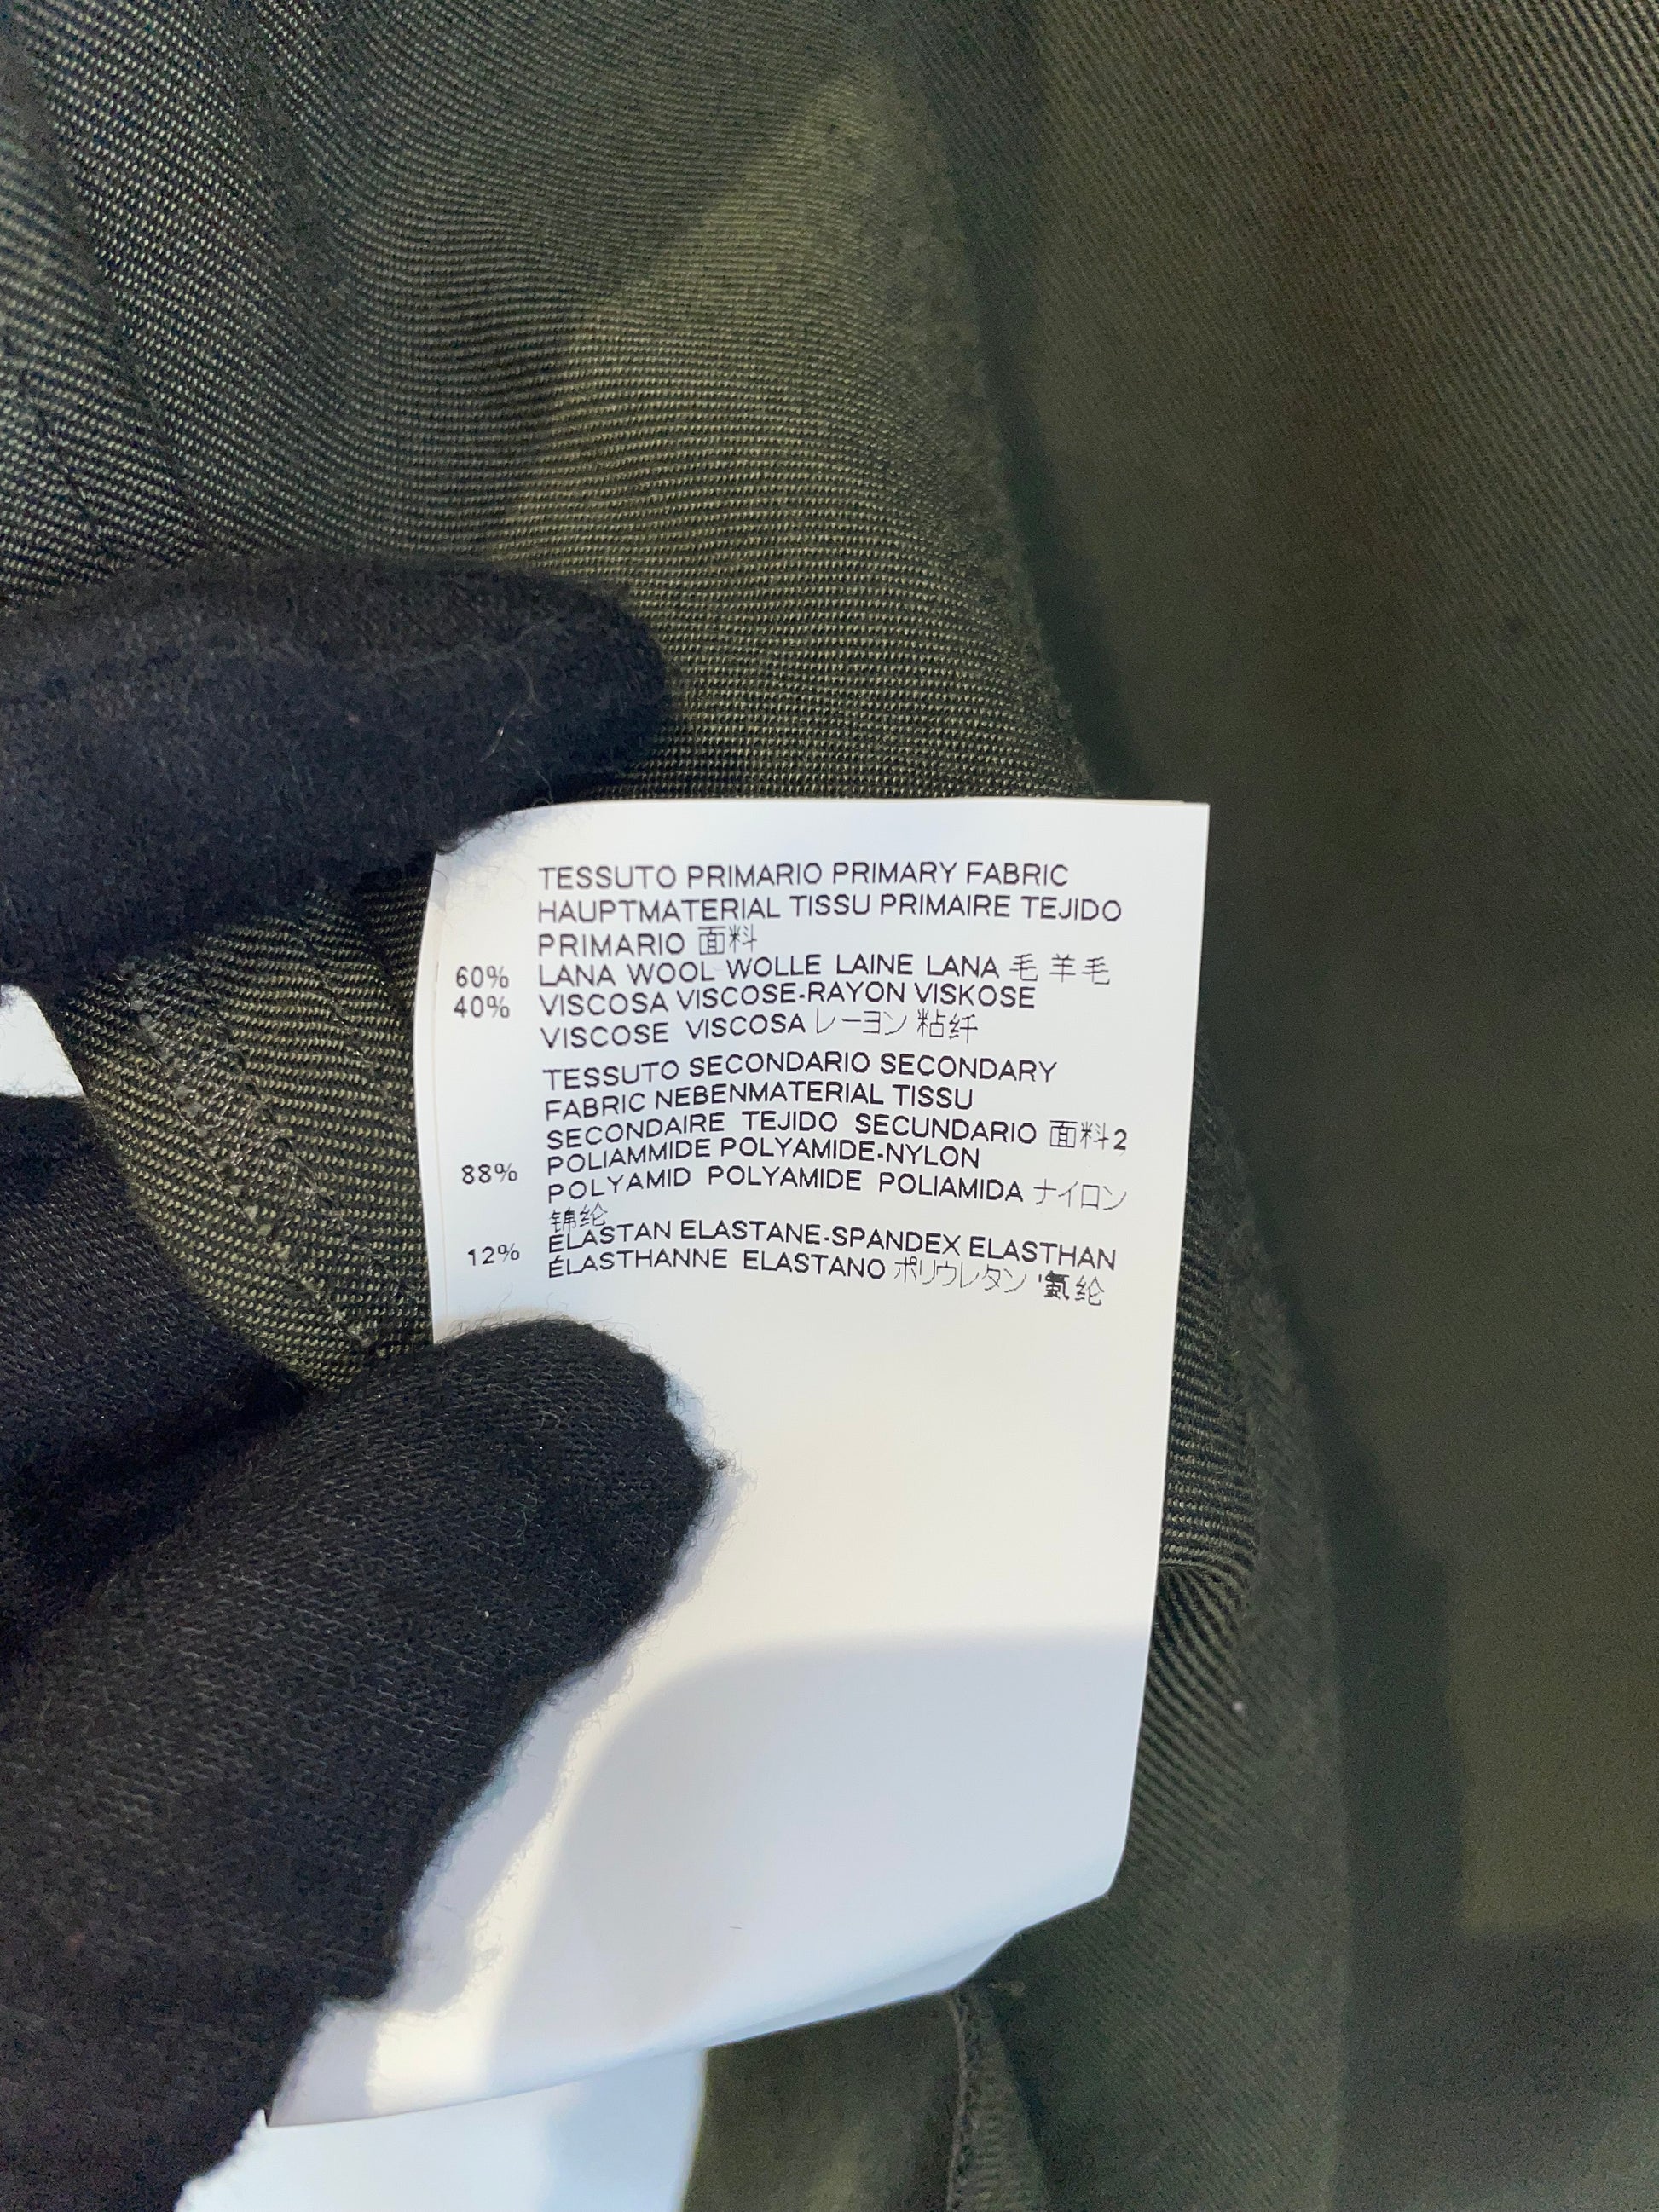 TESSUTO PRIMARIO PRIMARY FABRIC
HAUPTMATERIAL TISSU PRIMAIRE TEJIDO
PRIMARIO 面料
60% LANA WOOL WOLLE LAINE LANA 毛 羊毛
40% VISCOSA VISCOSE-RAYON VISKOSE
VISCOSE VISCOSA レーヨン 粘纤
TESSUTO SECONDARIO SECONDARY
FABRIC NEBENMATERIAL TISSU
SECONDAIRE TEJIDO SECUNDARIO 面料2
88% POLIAMMIDE POLYAMIDE-NYLON
POLYAMID POLYAMIDE POLIAMIDA ナイロン
锦纶
12% ELASTAN ELASTANE-SPANDEX ELASTHAN
ÉLASTHANNE ELASTANO ポリウレタン 氨纶